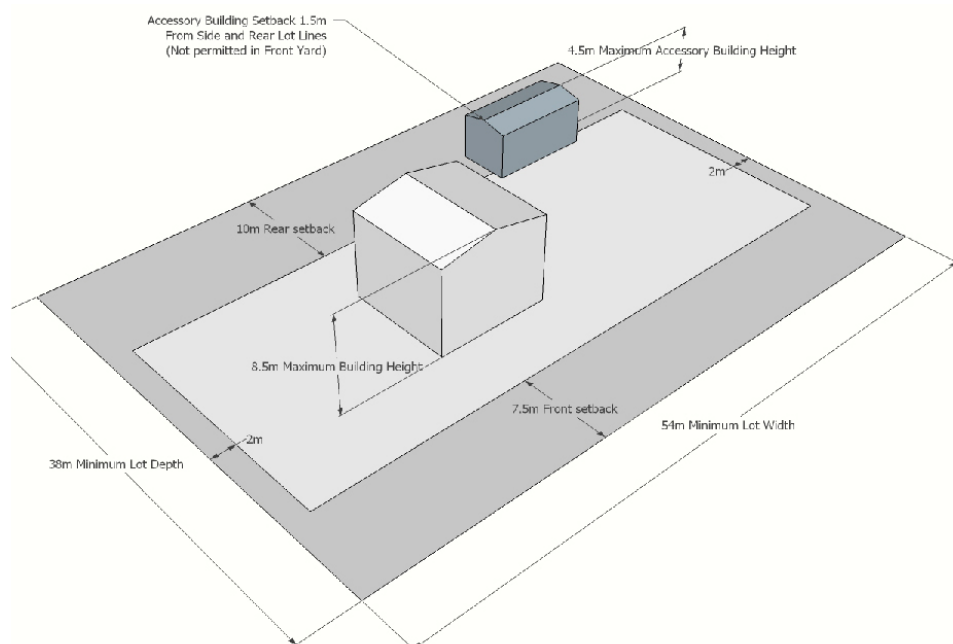 Accessory Building Setback 1.5m
From Side and Rear Lot Lines
(Not permitted in Front Yard)
4.5m Maximum Accessory Building Height
2m
10m Rear setback
8.5m Maximum Building Height
7.5m Front setback
54m Minimum Lot Width
2m
38m Minimum Lot Depth